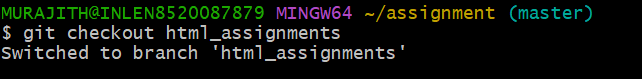 MURAJITH@INLEN8520087879 MINGW64 ~/assignment (master)
$ git checkout html_assignments
Switched to branch 'html_assignments'